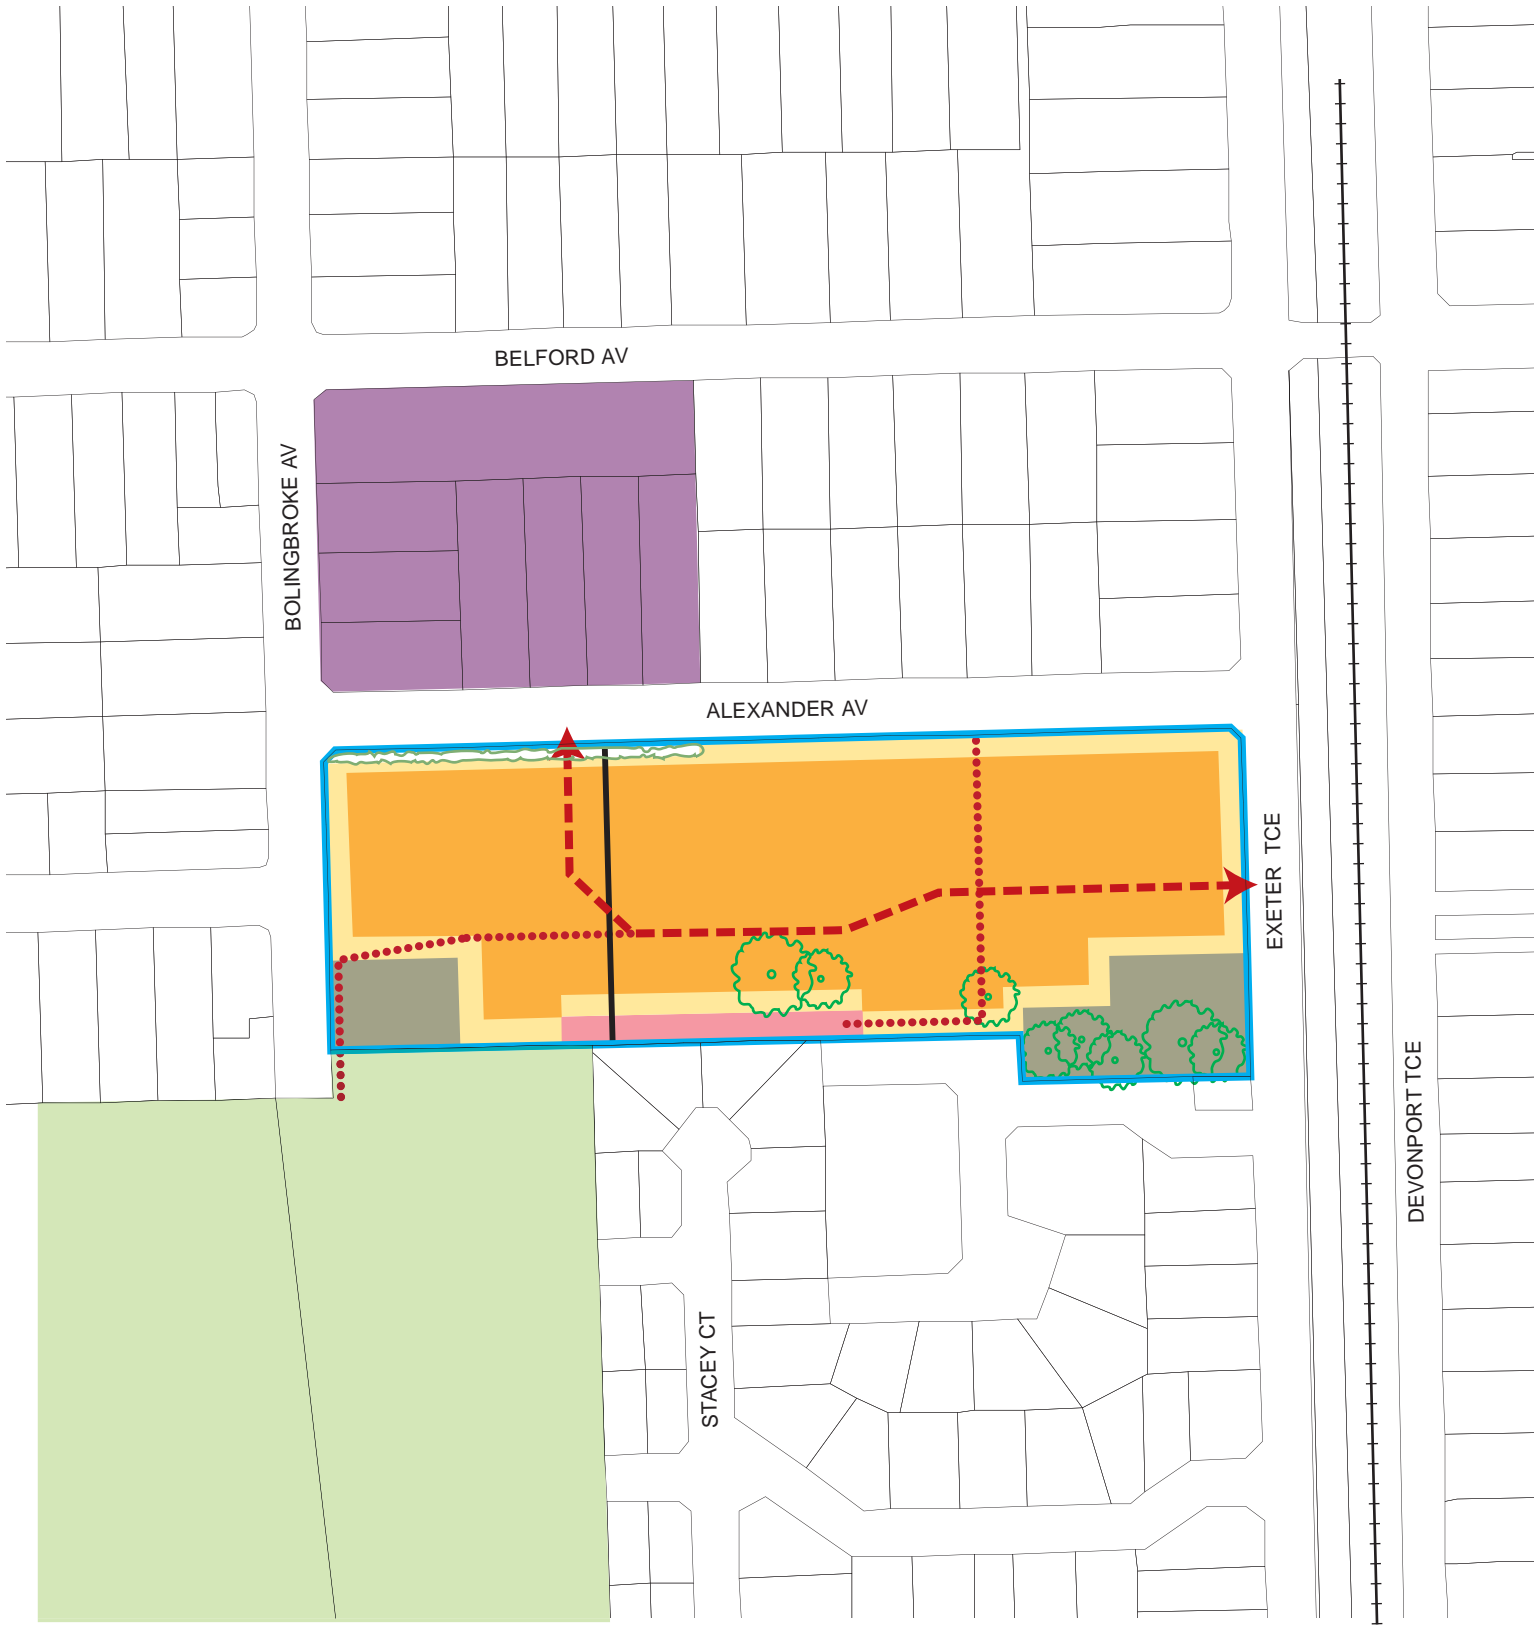 BELFORD AV
BOLINGBROKE AV
ALEXANDER AV
EXETER TCE
DEVONPORT TCE
STACEY CT